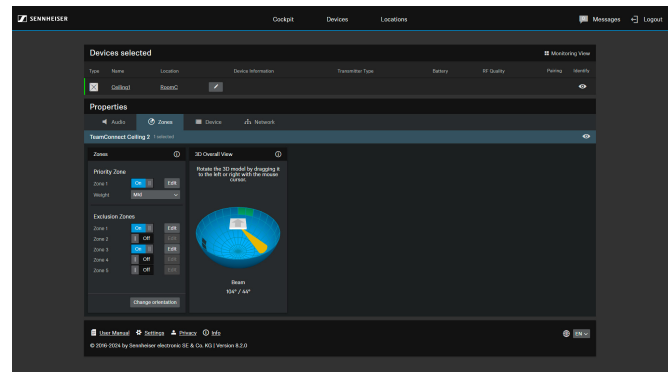 SENNHEISER
Cockpit Devices Locations
Messages Logout
Devices selected
Monitoring View
Type Name Location Device Information Transmitter Type Battery RF Quality Pairing Identify
Ceiling1 RoomC
Properties
Audio Zones Device Network
TeamConnect Ceiling 2 1 selected
Zones
Priority Zone
Zone 1 On Edit
Weight Mid
Exclusion Zones
Zone 1 On Edit
Zone 2 Off Edit
Zone 3 On Edit
Zone 4 Off Edit
Zone 5 Off Edit
Change orientation
3D Overall View
Rotate the 3D model by dragging it
to the left or right with the mouse
cursor.
Beam
104° / 44°
User Manual Settings Privacy Info
EN
© 2016-2024 by Sennheiser electronic SE & Co. KG | Version 8.2.0